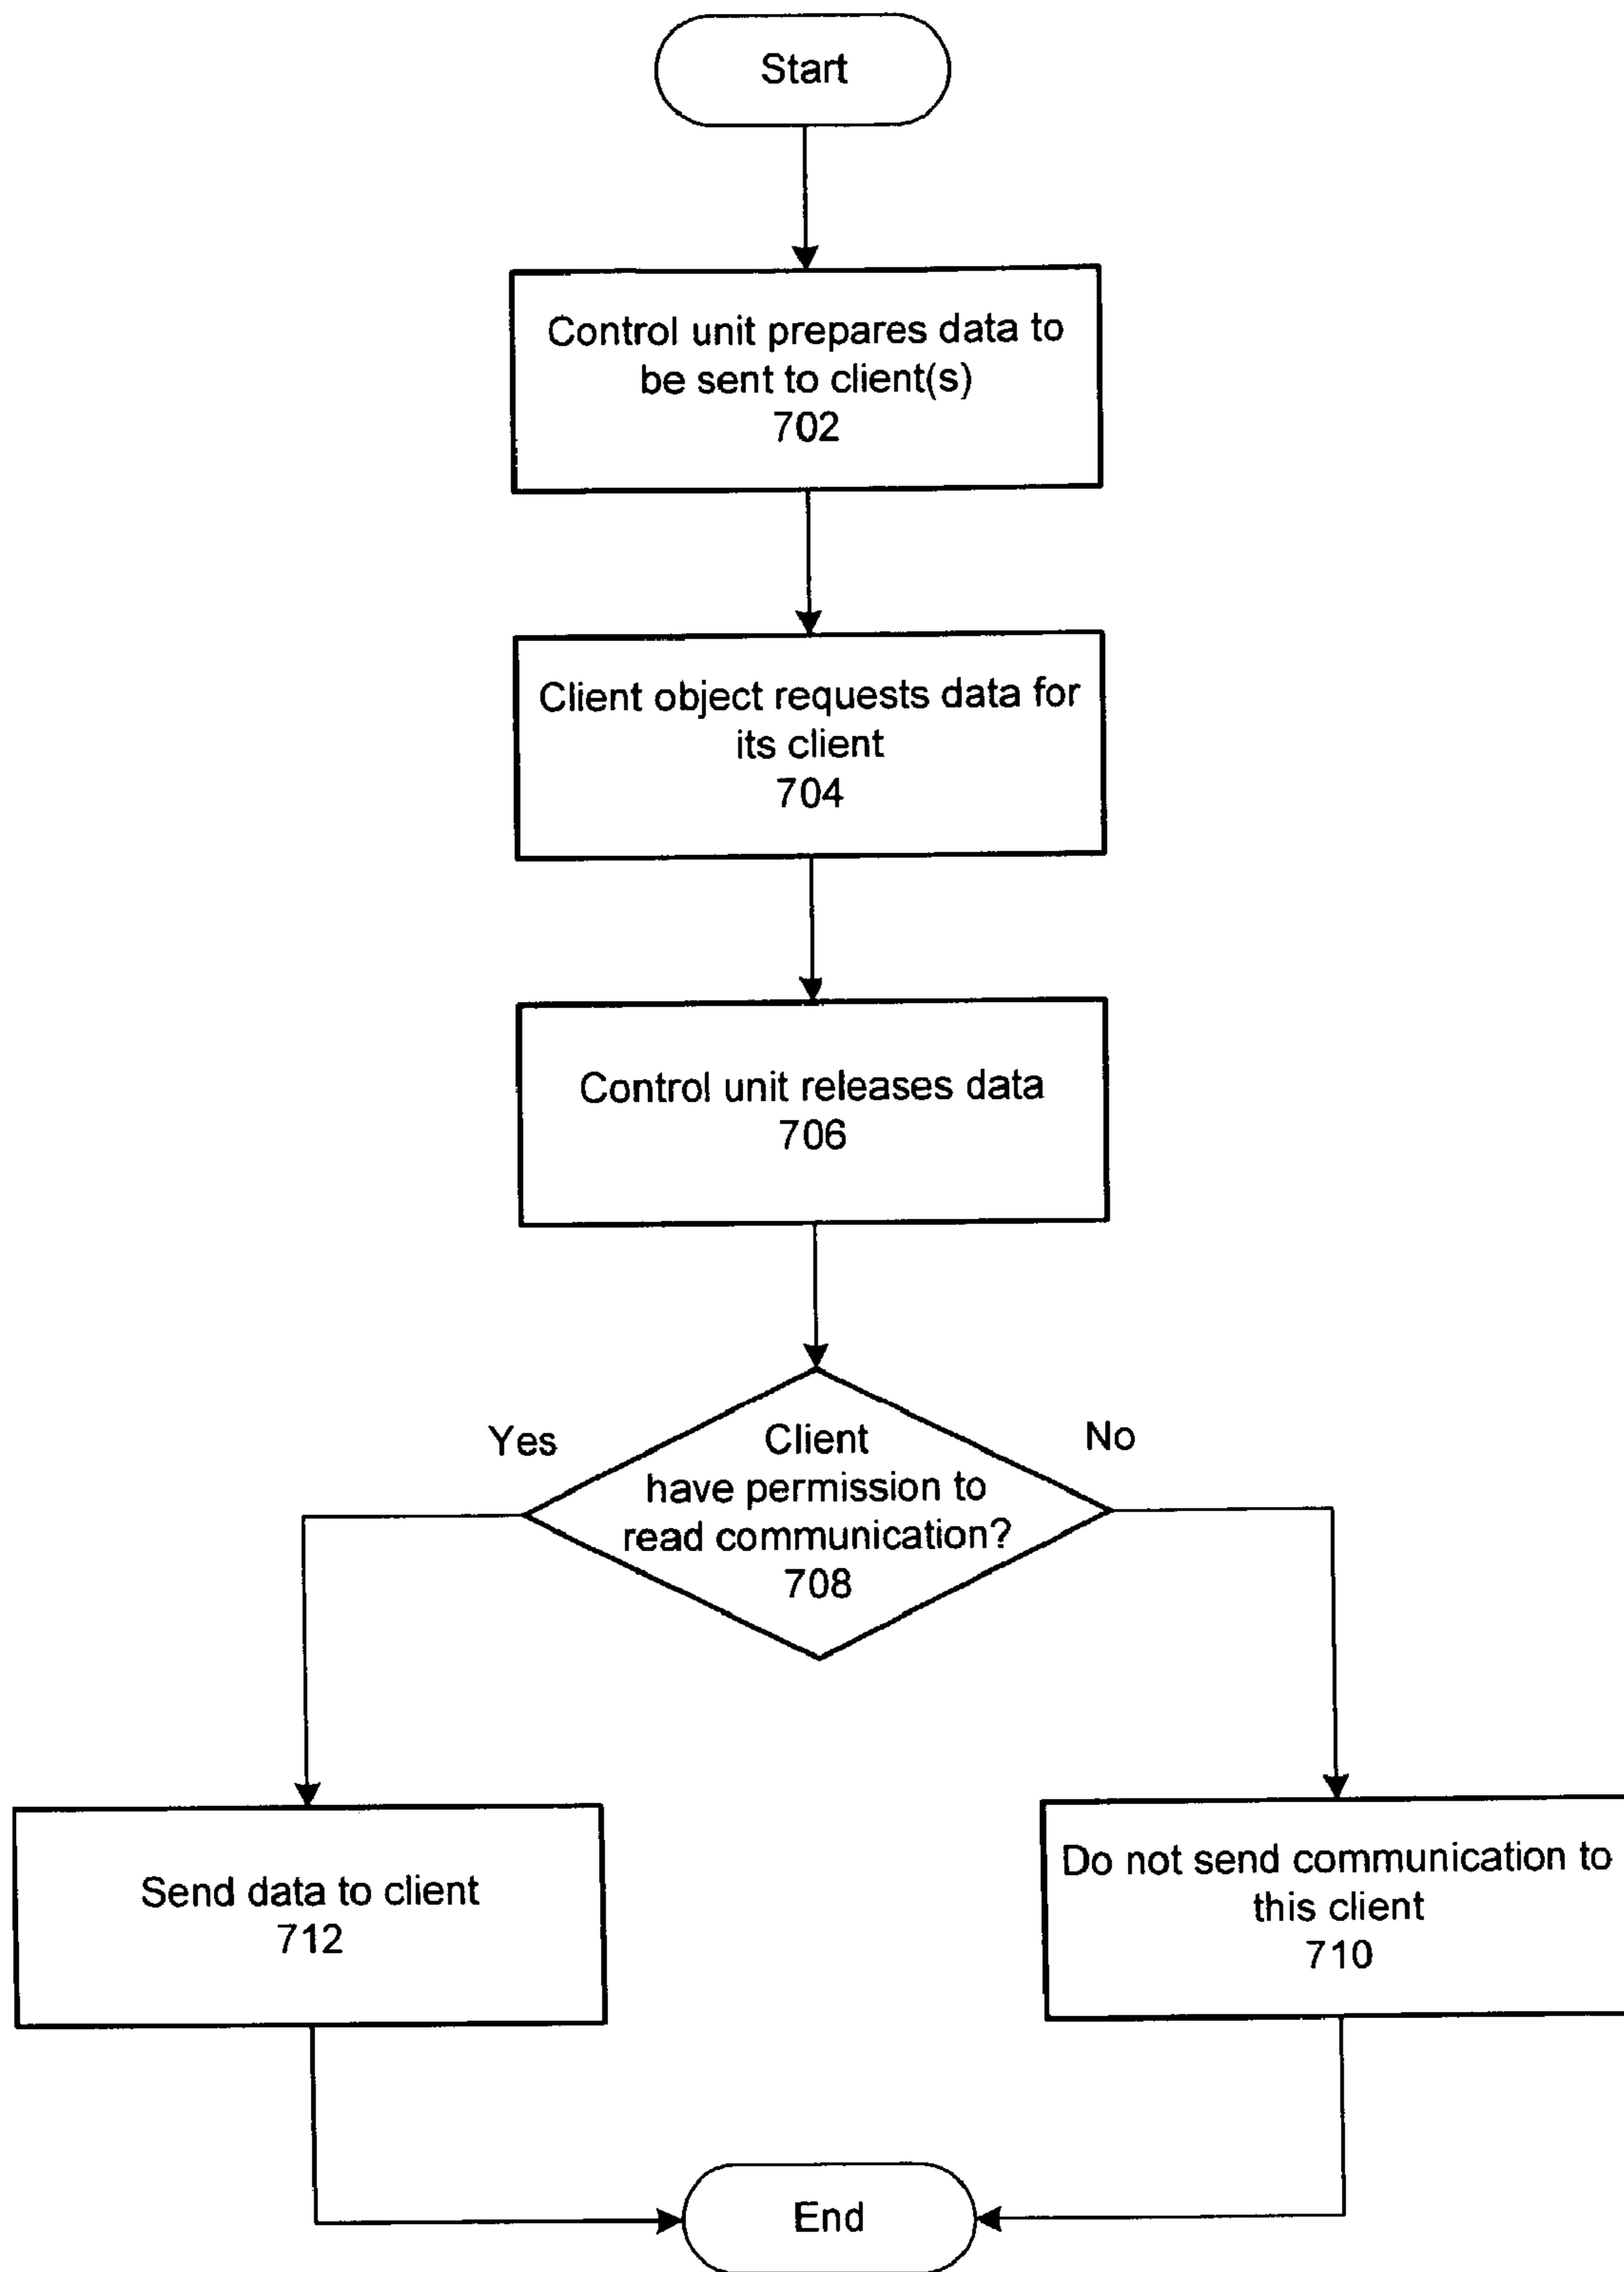 Start
Control unit prepares data to
be sent to client(s)
702
Client object requests data for
its client
704
Control unit releases data
706
Yes
No
Client
have permission to
read communication?
708
Send data to client
712
Do not send communication to
this client
710
End